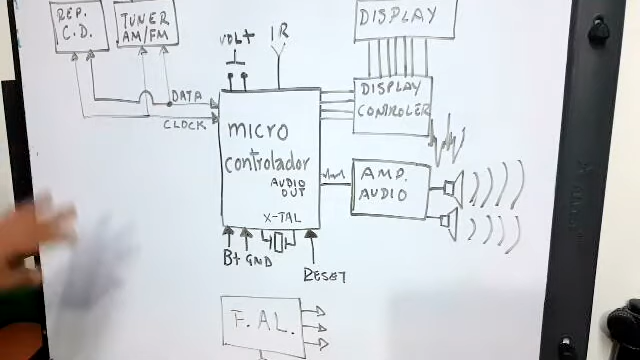 REP.
C.D.
TUNER
AM/FM
VOL+
IR
DISPLAY
DATA
CLOCK
DISPLAY
CONTROLER
micro
controlador
AUDIO
OUT
X-TAL
AMP.
AUDIO
B+ GND
RESET
F.AL.